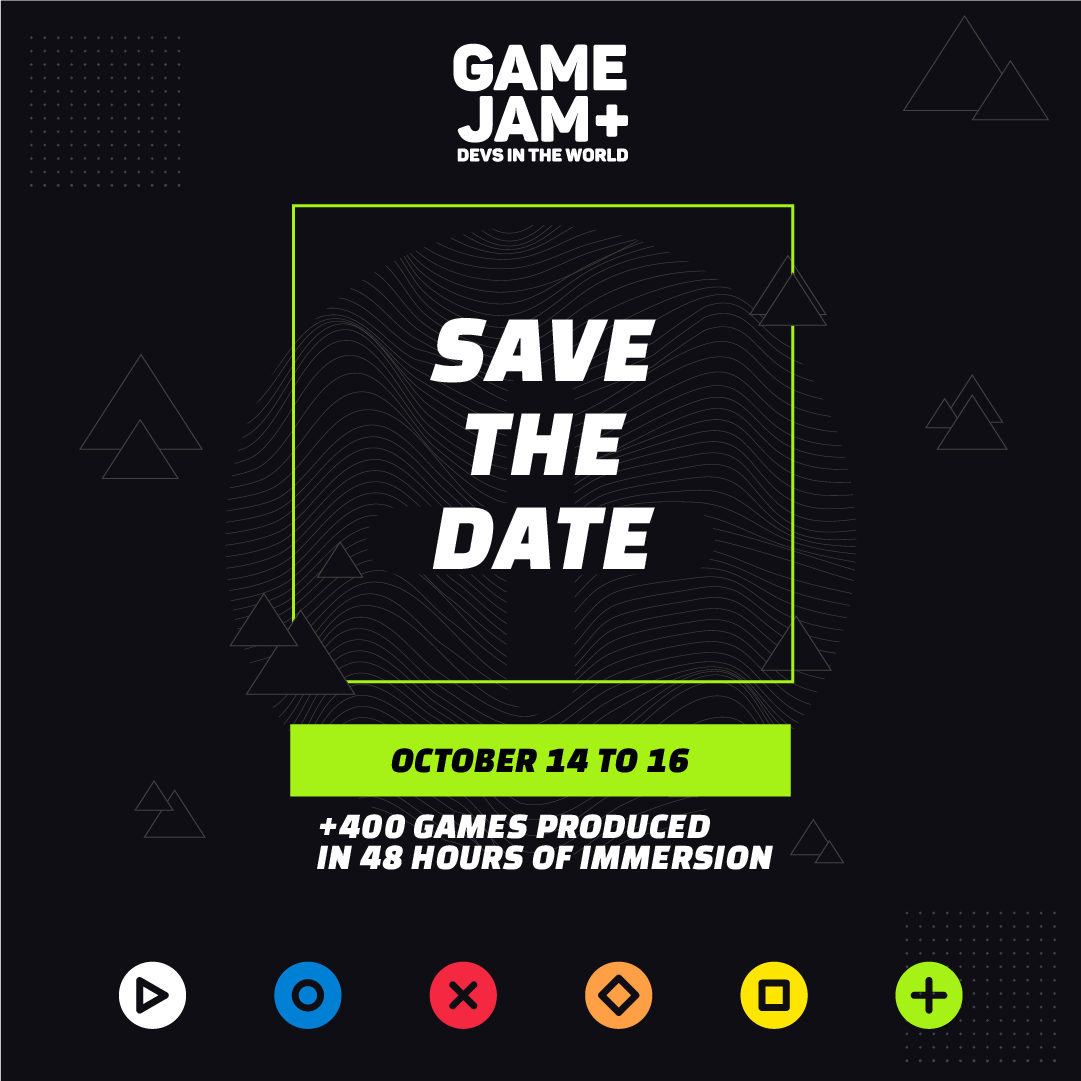 GAME
JAM+
DEVS IN THE WORLD
SAVE
THE
DATE
OCTOBER 14 TO 16
+400 GAMES PRODUCED
IN 48 HOURS OF IMMERSION